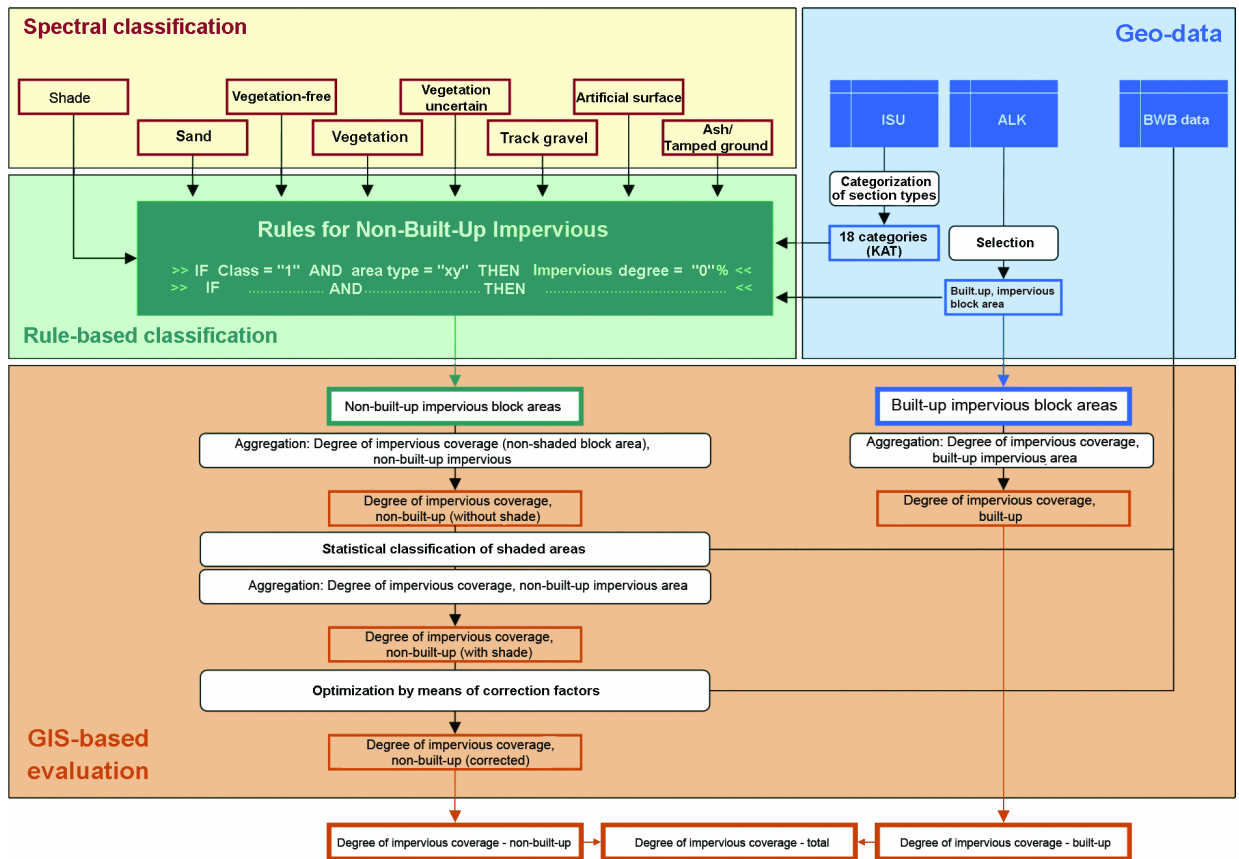 Spectral classification
Geo-data
Shade
Vegetation-free
Vegetation
uncertain
Artificial surface
Sand
Vegetation
Track gravel
Ash/
Tamped ground
ISU
ALK
BWB data
Categorization
of section types
18 categories
(KAT)
Selection
Built.up, impervious
block area
Rules for Non-Built-Up Impervious
>> IF Class = "1" AND area type = "xy" THEN Impervious degree = "0"% <<
>> IF ..................... AND................................ THEN .................................................. <<
Rule-based classification
Non-built-up impervious block areas
Built-up impervious block areas
Aggregation: Degree of impervious coverage (non-shaded block area),
non-built-up impervious
Aggregation: Degree of impervious coverage,
built-up impervious area
Degree of impervious coverage,
non-built-up (without shade)
Degree of impervious coverage,
built-up
Statistical classification of shaded areas
Aggregation: Degree of impervious coverage, non-built-up impervious area
Degree of impervious coverage,
non-built-up (with shade)
Optimization by means of correction factors
Degree of impervious coverage,
non-built-up (corrected)
GIS-based
evaluation
Degree of impervious coverage - non-built-up
Degree of impervious coverage - total
Degree of impervious coverage - built-up